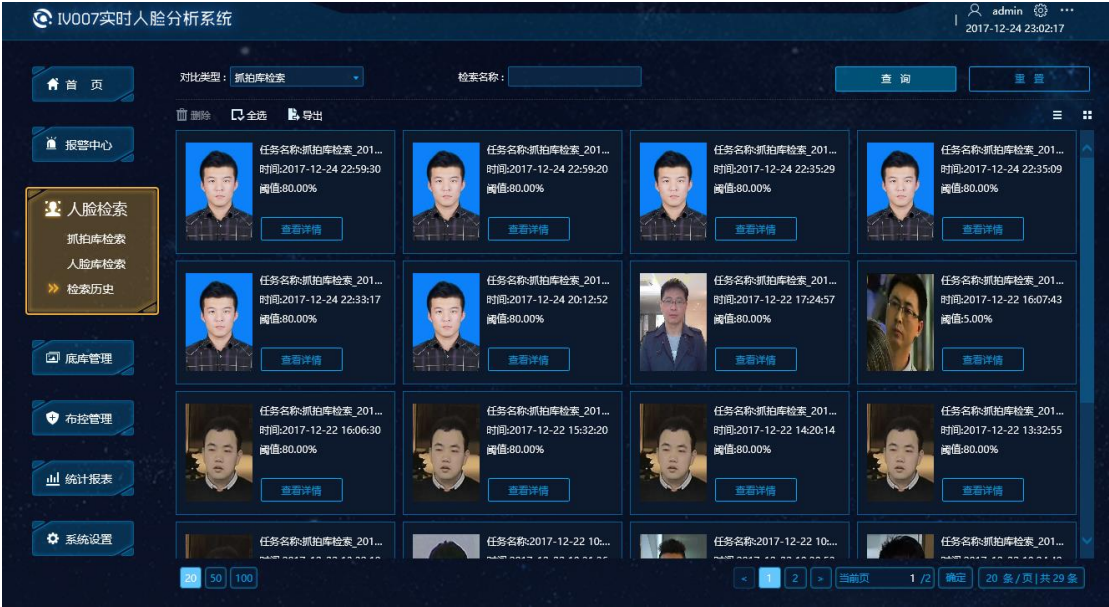 IV007实时人脸分析系统
admin
2017-12-24 23:02:17
首 页
报警中心
人脸检索
抓拍库检索
人脸库检索
检索历史
底库管理
布控管理
统计报表
系统设置
对比类型: 抓拍库检索
检索名称:
查 询
重 置
删除 全选 导出
任务名称:抓拍库检索_201...
时间:2017-12-24 22:59:30
阈值:80.00%
查看详情
任务名称:抓拍库检索_201...
时间:2017-12-24 22:59:20
阈值:80.00%
查看详情
任务名称:抓拍库检索_201...
时间:2017-12-24 22:35:29
阈值:80.00%
查看详情
任务名称:抓拍库检索_201...
时间:2017-12-24 22:35:09
阈值:80.00%
查看详情
任务名称:抓拍库检索_201...
时间:2017-12-24 22:33:17
阈值:80.00%
查看详情
任务名称:抓拍库检索_201...
时间:2017-12-24 20:12:52
阈值:80.00%
查看详情
任务名称:抓拍库检索_201...
时间:2017-12-22 17:24:57
阈值:80.00%
查看详情
任务名称:抓拍库检索_201...
时间:2017-12-22 16:07:43
阈值:5.00%
查看详情
任务名称:抓拍库检索_201...
时间:2017-12-22 16:06:30
阈值:80.00%
查看详情
任务名称:抓拍库检索_201...
时间:2017-12-22 15:32:20
阈值:80.00%
查看详情
任务名称:抓拍库检索_201...
时间:2017-12-22 14:20:14
阈值:80.00%
查看详情
任务名称:抓拍库检索_201...
时间:2017-12-22 13:32:55
阈值:80.00%
查看详情
任务名称:抓拍库检索_201...
任务名称:2017-12-22 10:...
任务名称:2017-12-22 10:...
任务名称:抓拍库检索_201...
20 50 100
< 1 2 > 当前页 1 /2 确定 20 条/页|共29条